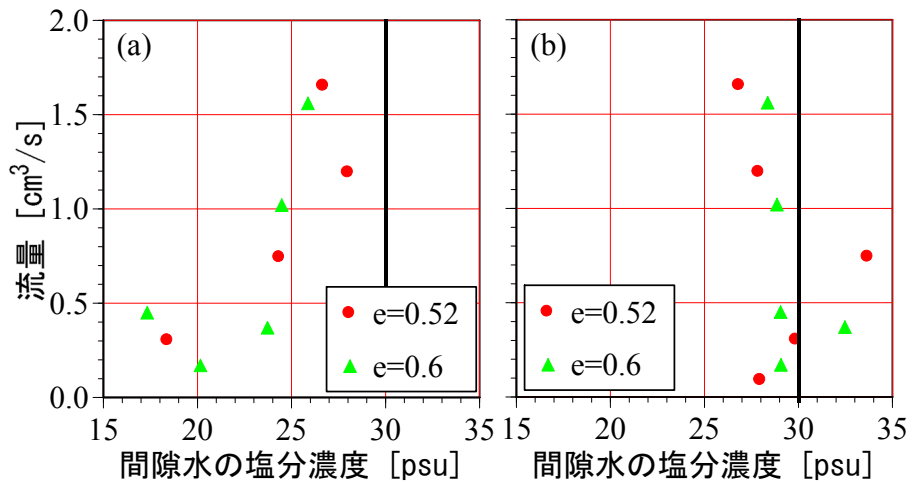 (a)
流量 [cm³/s]
2.0
1.5
1.0
0.5
0.0
e=0.52
e=0.6
15 20 25 30 35
間隙水の塩分濃度 [psu]
(b)
e=0.52
e=0.6
15 20 25 30 35
間隙水の塩分濃度 [psu]